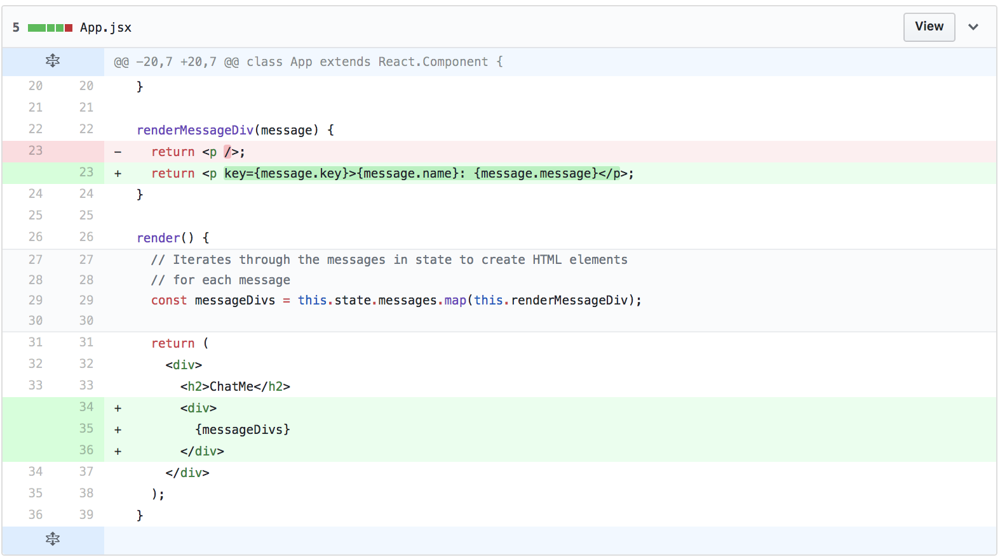 5 App.jsx View
@@ -20,7 +20,7 @@ class App extends React.Component {
20 20 }
21 21
22 22 renderMessageDiv(message) {
23 - return <p />;
23 + return <p key={message.key}>{message.name}: {message.message}</p>;
24 24 }
25 25
26 26 render() {
27 27 // Iterates through the messages in state to create HTML elements
28 28 // for each message
29 29 const messageDivs = this.state.messages.map(this.renderMessageDiv);
30 30
31 31 return (
32 32 <div>
33 33 <h2>ChatMe</h2>
34 + <div>
35 + {messageDivs}
36 + </div>
34 37 </div>
35 38 );
36 39 }